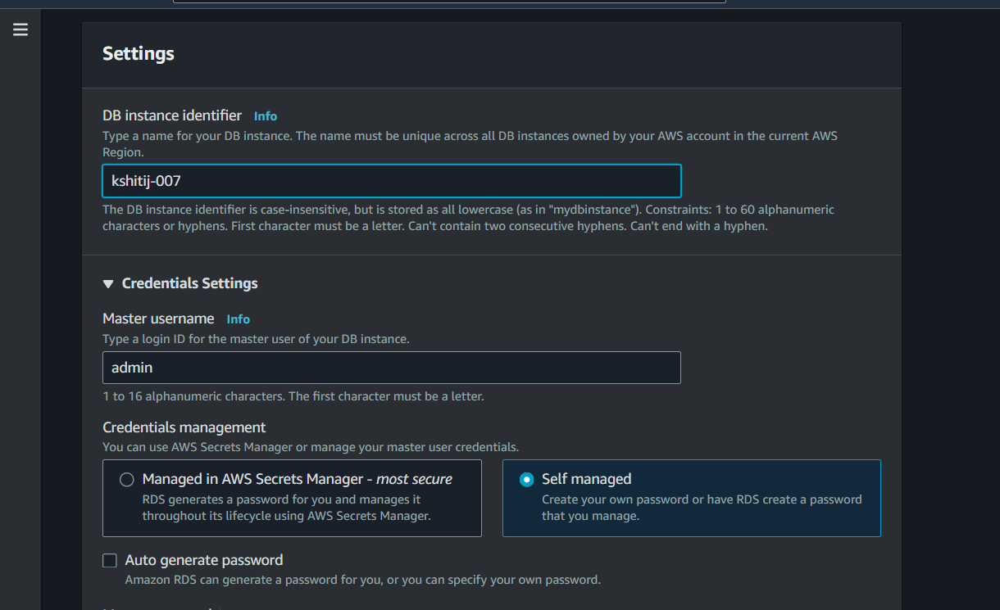 Settings
DB instance identifier Info
Type a name for your DB instance. The name must be unique across all DB instances owned by your AWS account in the current AWS
Region.
kshitij-007
The DB instance identifier is case-insensitive, but is stored as all lowercase (as in "mydbinstance"). Constraints: 1 to 60 alphanumeric
characters or hyphens. First character must be a letter. Can't contain two consecutive hyphens. Can't end with a hyphen.
Credentials Settings
Master username Info
Type a login ID for the master user of your DB instance.
admin
1 to 16 alphanumeric characters. The first character must be a letter.
Credentials management
You can use AWS Secrets Manager or manage your master user credentials.
Managed in AWS Secrets Manager - most secure
RDS generates a password for you and manages it
throughout its lifecycle using AWS Secrets Manager.
Self managed
Create your own password or have RDS create a password
that you manage.
Auto generate password
Amazon RDS can generate a password for you, or you can specify your own password.